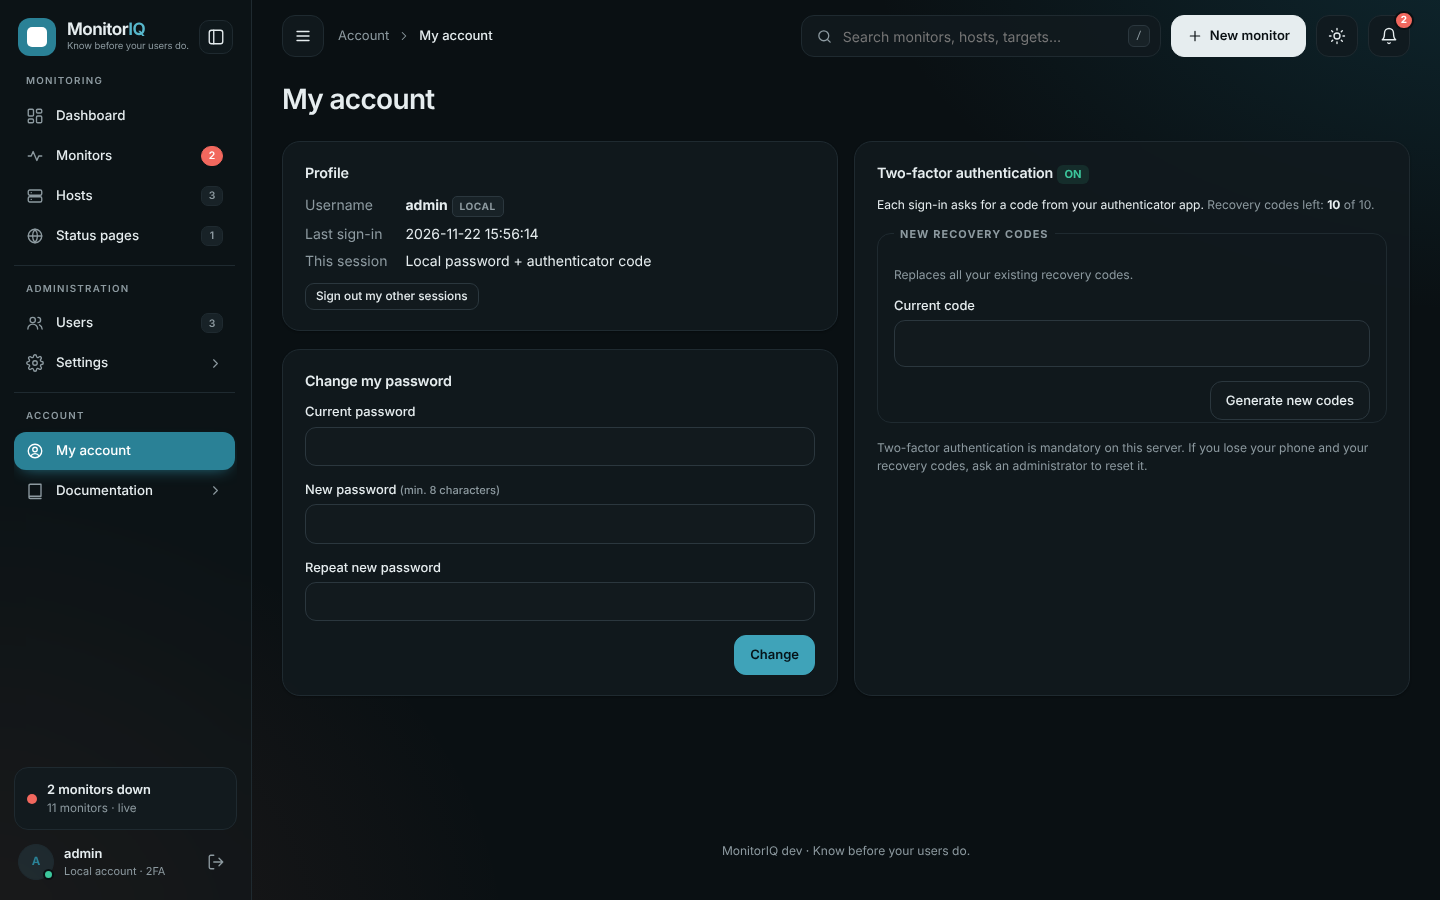 MonitorIQ
Know before your users do.
MONITORING
Dashboard
Monitors 2
Hosts 3
Status pages 1
ADMINISTRATION
Users 3
Settings
ACCOUNT
My account
Documentation
2 monitors down
11 monitors · live
A
admin
Local account · 2FA
Account > My account
Search monitors, hosts, targets... /
+ New monitor
2
My account
Profile
Username admin LOCAL
Last sign-in 2026-11-22 15:56:14
This session Local password + authenticator code
Sign out my other sessions
Change my password
Current password
New password (min. 8 characters)
Repeat new password
Change
Two-factor authentication ON
Each sign-in asks for a code from your authenticator app. Recovery codes left: 10 of 10.
NEW RECOVERY CODES
Replaces all your existing recovery codes.
Current code
Generate new codes
Two-factor authentication is mandatory on this server. If you lose your phone and your
recovery codes, ask an administrator to reset it.
MonitorIQ dev · Know before your users do.